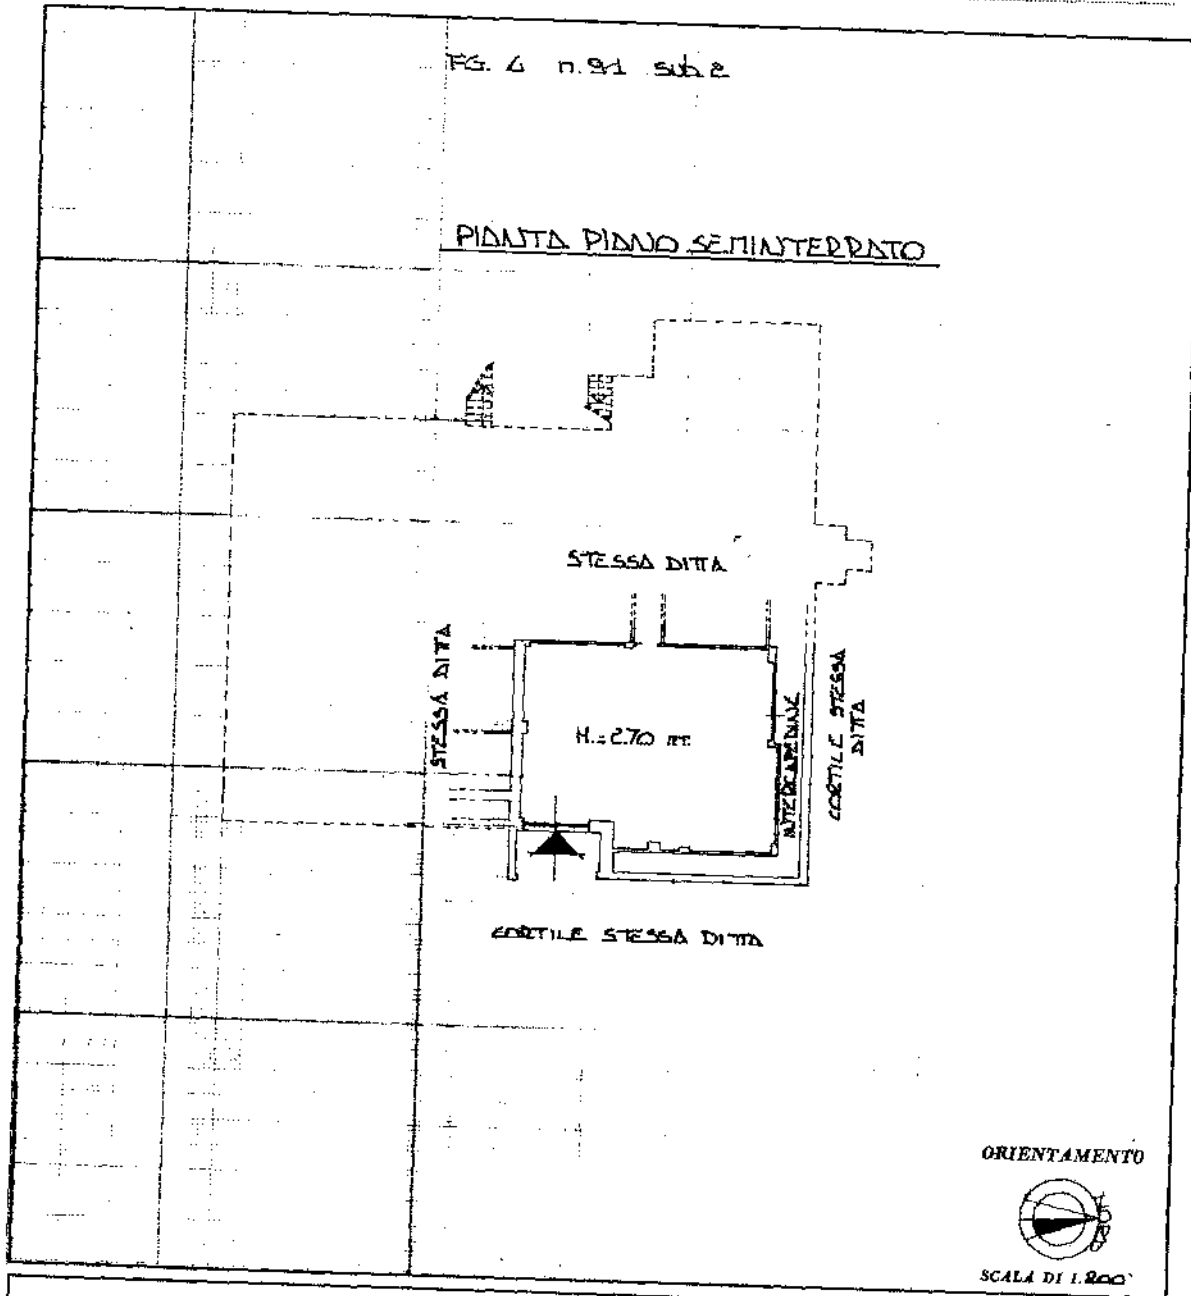 FG. 4 n.91 sub.2
PIANTA PIANO SEMINTERRATO
STESSA DITTA
STESSA DITTA
H.=2.70 mt.
INTERCAPEDINE
CORTILE STESSA
DITTA
CORTILE STESSA DITTA
ORIENTAMENTO
SCALA DI 1:200